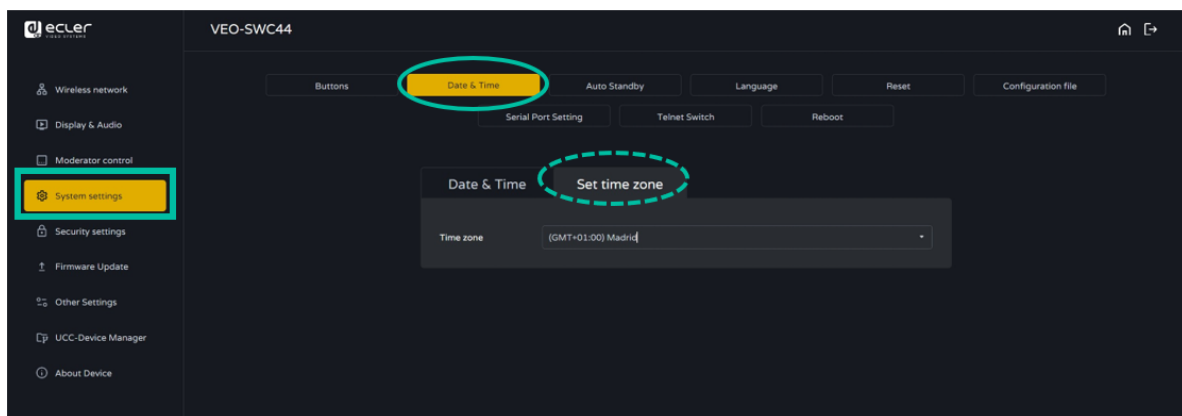 ecler
VIDEO SYSTEMS
VEO-SWC44
Wireless network
Display & Audio
Moderator control
System settings
Security settings
Firmware Update
Other Settings
UCC-Device Manager
About Device
Buttons
Date & Time
Auto Standby
Language
Reset
Configuration file
Serial Port Setting
Telnet Switch
Reboot
Date & Time
Set time zone
Time zone
(GMT+01:00) Madrid